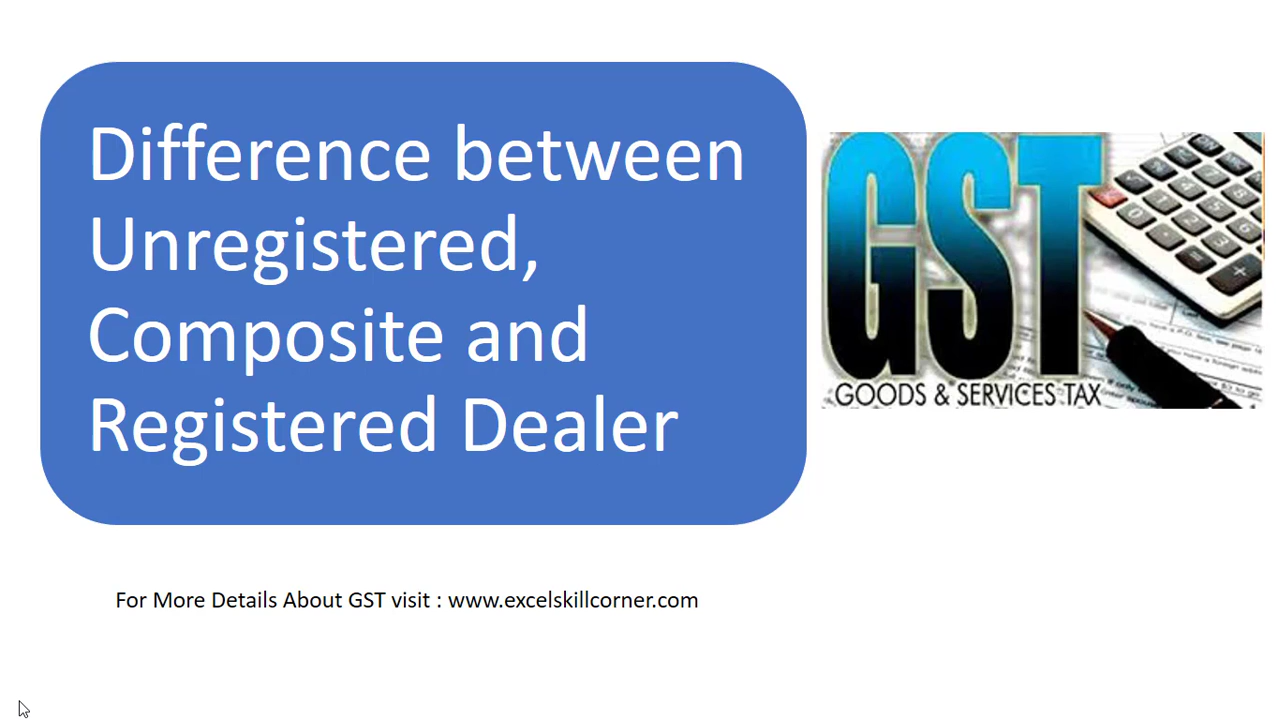 Difference between
Unregistered,
Composite and
Registered Dealer
GST
GOODS & SERVICES TAX
For More Details About GST visit : www.excelskillcorner.com